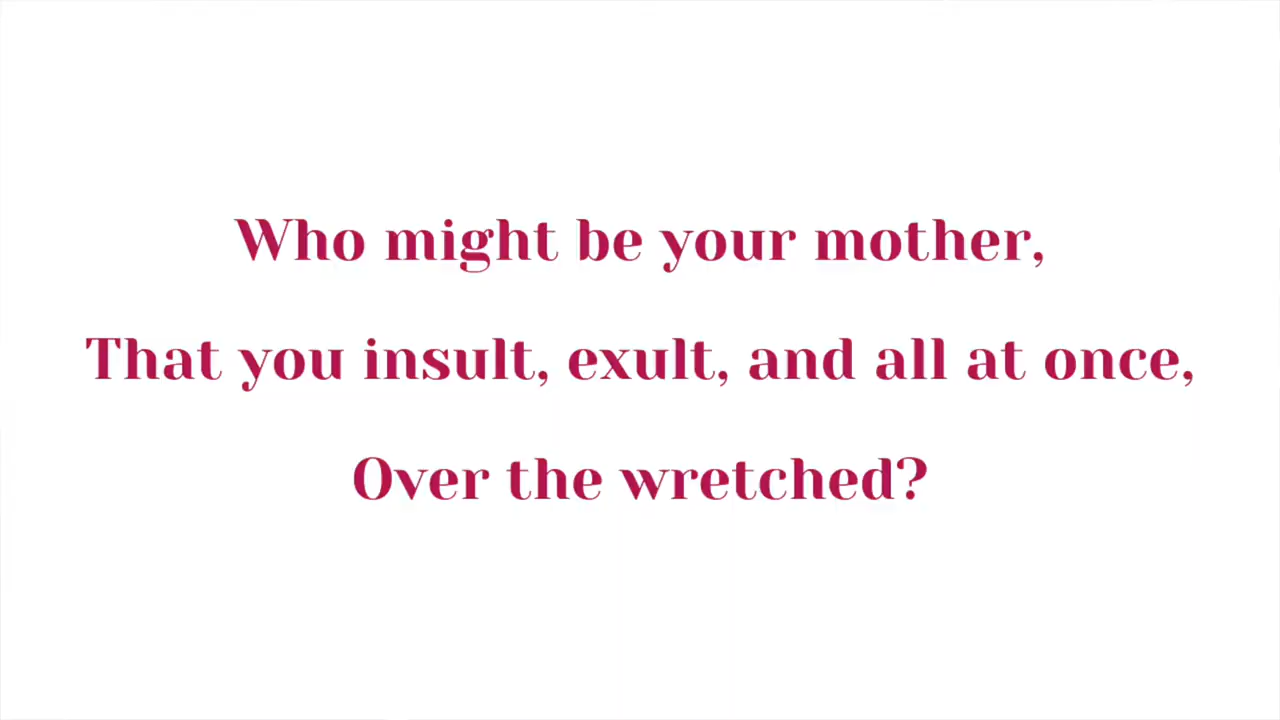 Who might be your mother,
That you insult, exult, and all at once,
Over the wretched?